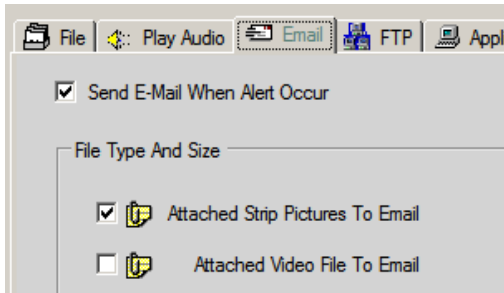 File Play Audio Email FTP Appl
Send E-Mail When Alert Occur
File Type And Size
Attached Strip Pictures To Email
Attached Video File To Email